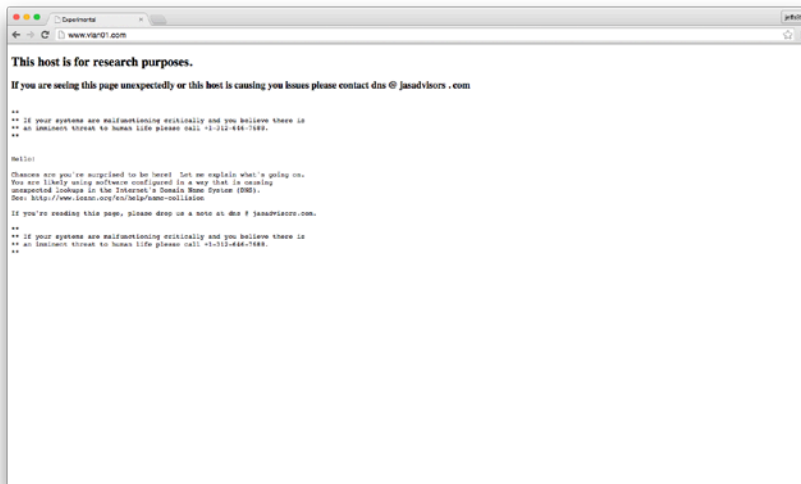 Experimental
www.vlan01.com
This host is for research purposes.
If you are seeing this page unexpectedly or this host is causing you issues please contact dns @ jasadvisors . com
**
** If your systems are malfunctioning critically and you believe there is
** an imminent threat to human life please call +1-312-646-7688.
**
Hello!
Chances are you're surprised to be here! Let me explain what's going on.
You are likely using software configured in a way that is causing
unexpected lookups in the Internet's Domain Name System (DNS).
See: http://www.icann.org/en/help/name-collision
If you're reading this page, please drop us a note at dns @ jasadvisors.com.
**
** If your systems are malfunctioning critically and you believe there is
** an imminent threat to human life please call +1-312-646-7688.
**